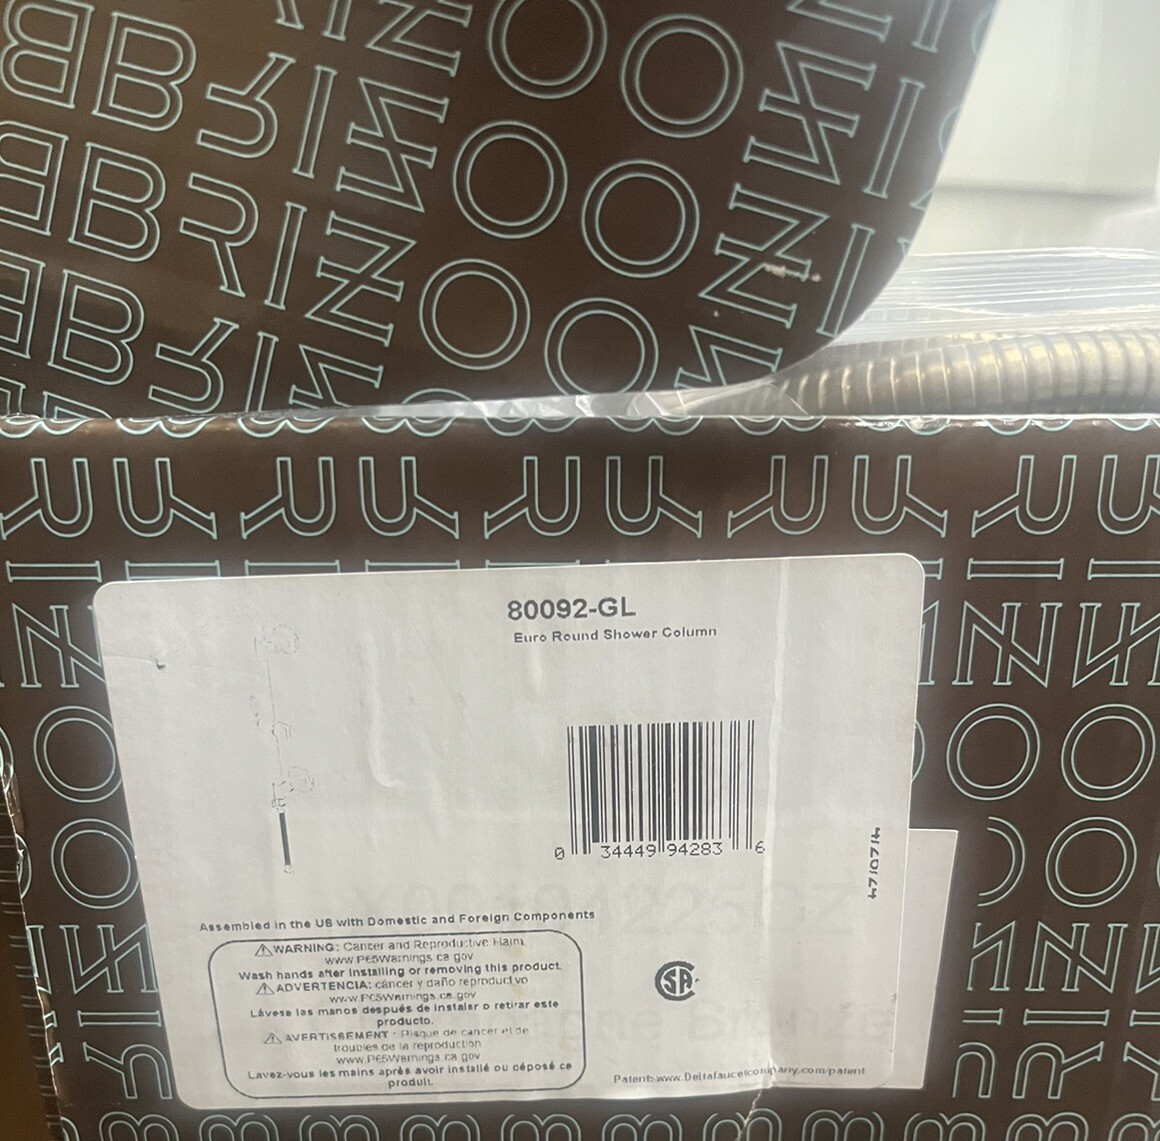 BRIZO
BRIZO
BRIZO
80092-GL
Euro Round Shower Column
0 34449 94283 6
Assembled in the US with Domestic and Foreign Components
⚠WARNING: Cancer and Reproductive Harm
www.P65Warnings.ca.gov
Wash hands after installing or removing this product.
⚠ADVERTENCIA: cáncer y daño reproductivo
www.P65Warnings.ca.gov
Lávese las manos después de instalar o retirar este
producto.
⚠AVERTISSEMENT - Risque de cancer et de
troubles de la reproduction
www.P65Warnings.ca.gov
Lavez-vous les mains après avoir installé ou déposé ce
produit.
Patent: www.Deltafaucetcompany.com/patent